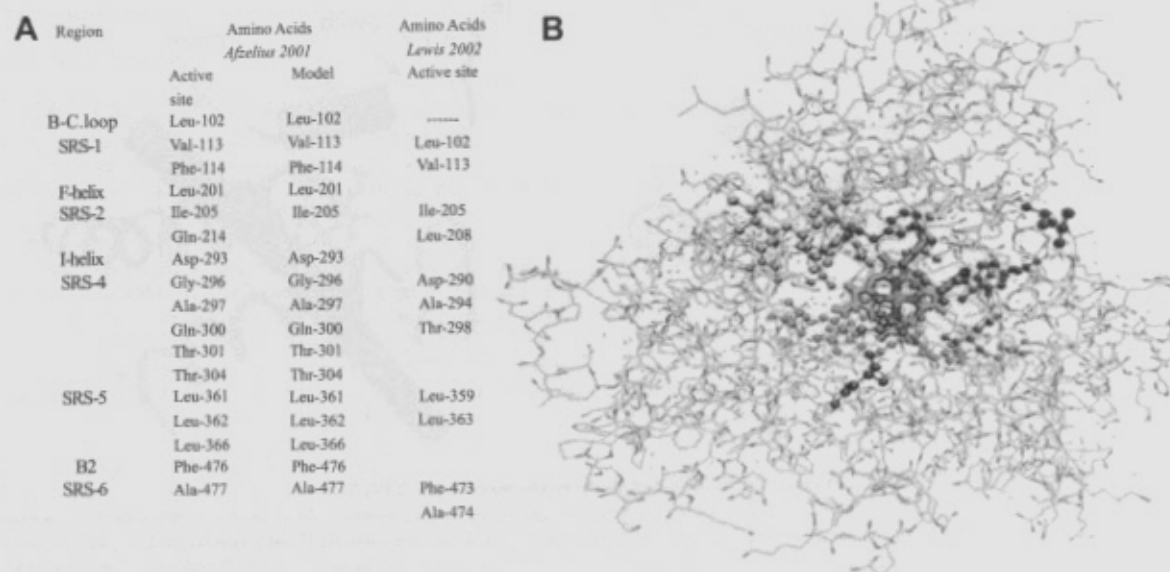 A Region Amino Acids Amino Acids B
Afzelius 2001 Lewis 2002
Active Model Active site
site
B-C.loop Leu-102 Leu-102 ------
SRS-1 Val-113 Val-113 Leu-102
Phe-114 Phe-114 Val-113
F-helix Leu-201 Leu-201
SRS-2 Ile-205 Ile-205 Ile-205
Gln-214 Leu-208
I-helix Asp-293 Asp-293
SRS-4 Gly-296 Gly-296 Asp-290
Ala-297 Ala-297 Ala-294
Gln-300 Gln-300 Thr-298
Thr-301 Thr-301
Thr-304 Thr-304
SRS-5 Leu-361 Leu-361 Leu-359
Leu-362 Leu-362 Leu-363
Leu-366 Leu-366
B2 Phe-476 Phe-476
SRS-6 Ala-477 Ala-477 Phe-473
Ala-474